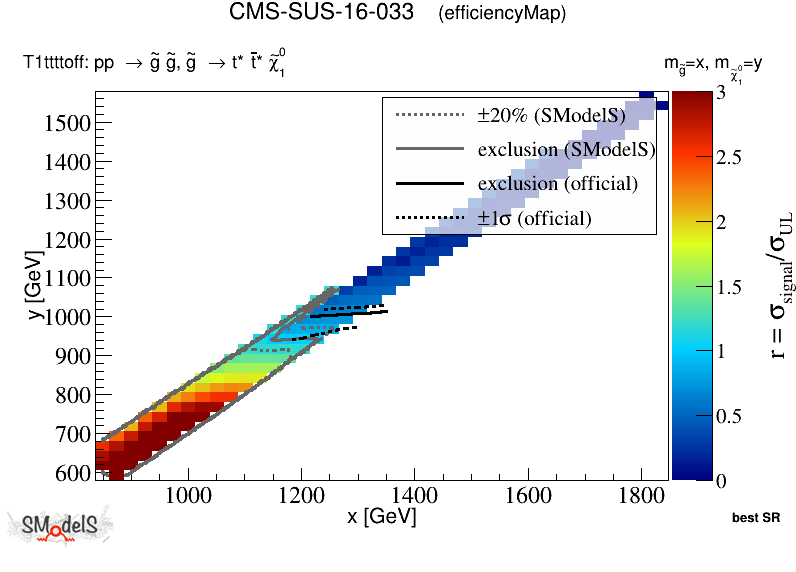 CMS-SUS-16-033 (efficiencyMap)
T1ttttoff: pp → g̃ g̃, g̃ → t* t̄* χ̃₁⁰
m_g̃=x, m_χ̃₁⁰=y
±20% (SModelS)
exclusion (SModelS)
exclusion (official)
±1σ (official)
y [GeV]
1500
1400
1300
1200
1100
1000
900
800
700
600
1000 1200 1400 1600 1800
x [GeV]
3
2.5
2
1.5
1
0.5
0
r = σ_signal/σ_UL
SModelS
best SR